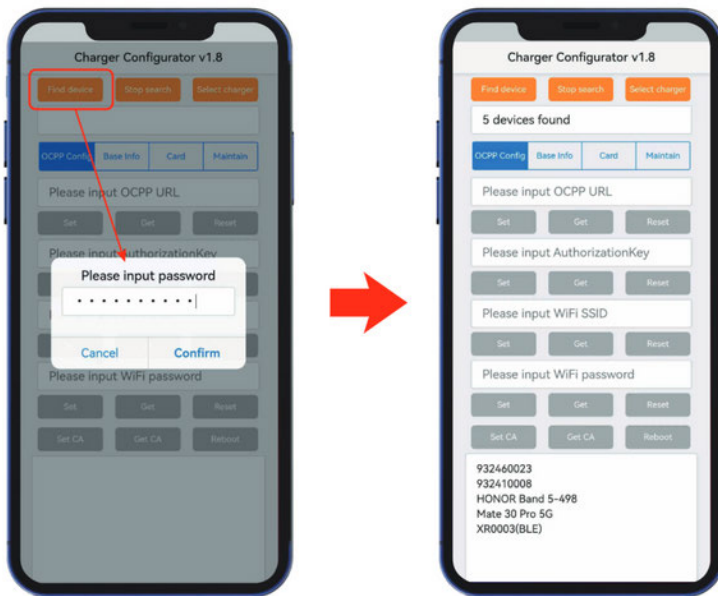 Charger Configurator v1.8
Find device Stop search Select charger
OCPP Config Base Info Card Maintain
Please input OCPP URL
Set Get Reset
Please input AuthorizationKey
Please input password
• • • • • • • • • •
Cancel Confirm
Please input WiFi password
Set Get Reset
Set CA Get CA Reboot
Charger Configurator v1.8
Find device Stop search Select charger
5 devices found
OCPP Config Base Info Card Maintain
Please input OCPP URL
Set Get Reset
Please input AuthorizationKey
Set Get Reset
Please input WiFi SSID
Set Get Reset
Please input WiFi password
Set Get Reset
Set CA Get CA Reboot
932460023
932410008
HONOR Band 5-498
Mate 30 Pro 5G
XR0003(BLE)